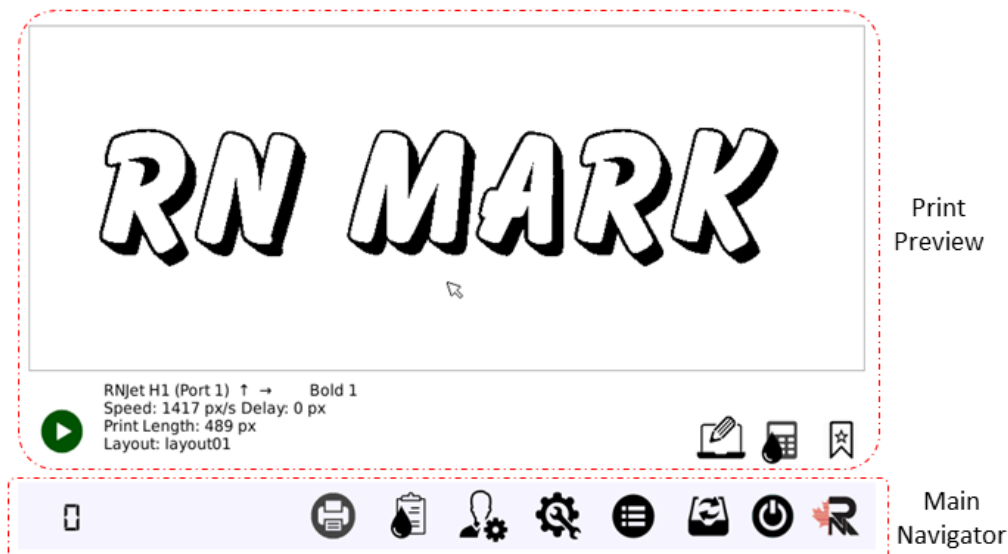 RN MARK
Print
Preview
RNJet H1 (Port 1) ↑ → Bold 1
Speed: 1417 px/s Delay: 0 px
Print Length: 489 px
Layout: layout01
0
Main
Navigator